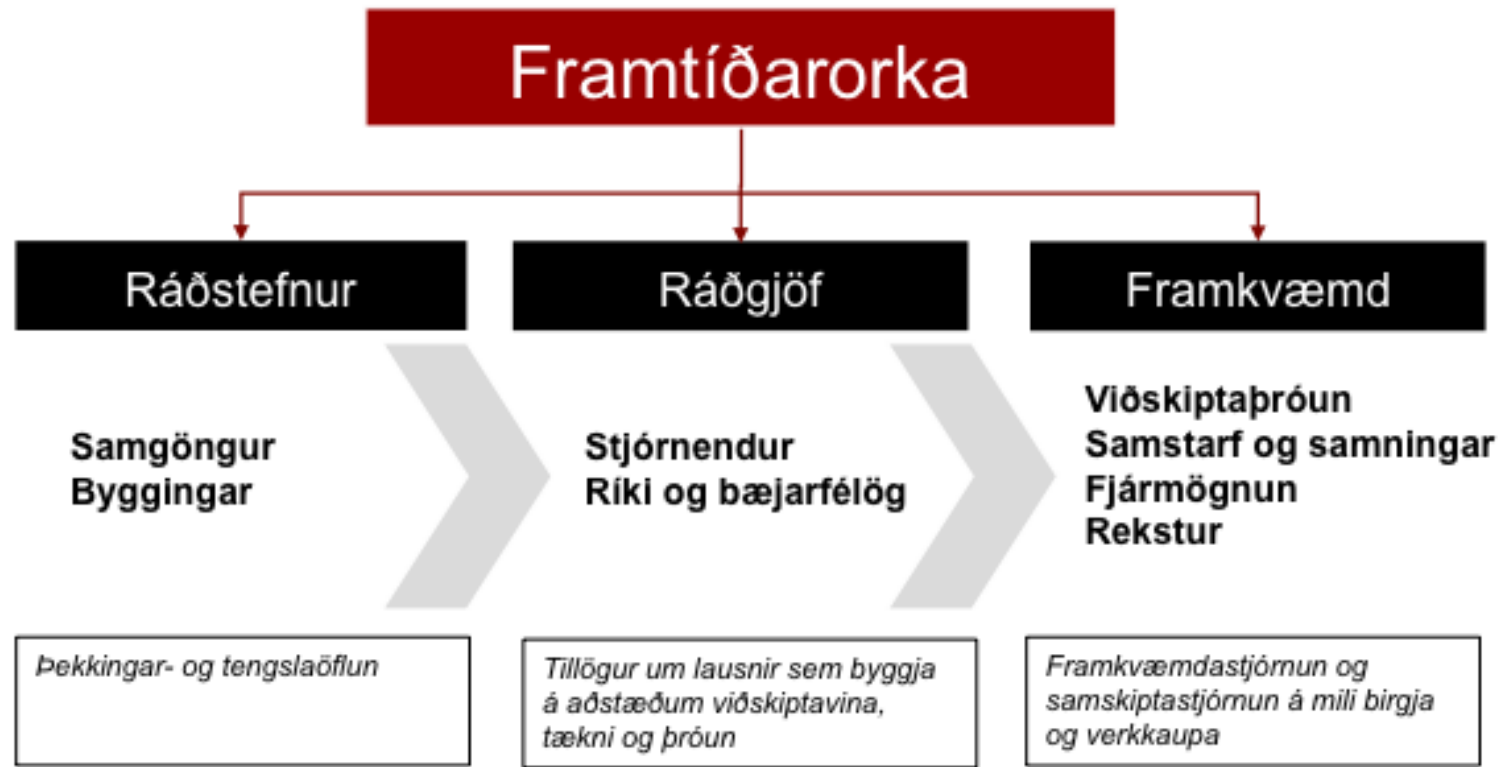 Framtíðarorka
Ráðstefnur
Ráðgjöf
Framkvæmd
Samgöngur
Byggingar
Stjórnendur
Ríki og bæjarfélög
Viðskiptaþróun
Samstarf og samningar
Fjármögnun
Rekstur
Þekkingar- og tengslaöflun
Tillögur um lausnir sem byggja
á aðstæðum viðskiptavina,
tækni og þróun
Framkvæmdastjórnun og
samskiptastjórnun á mili birgja
og verkkaupa